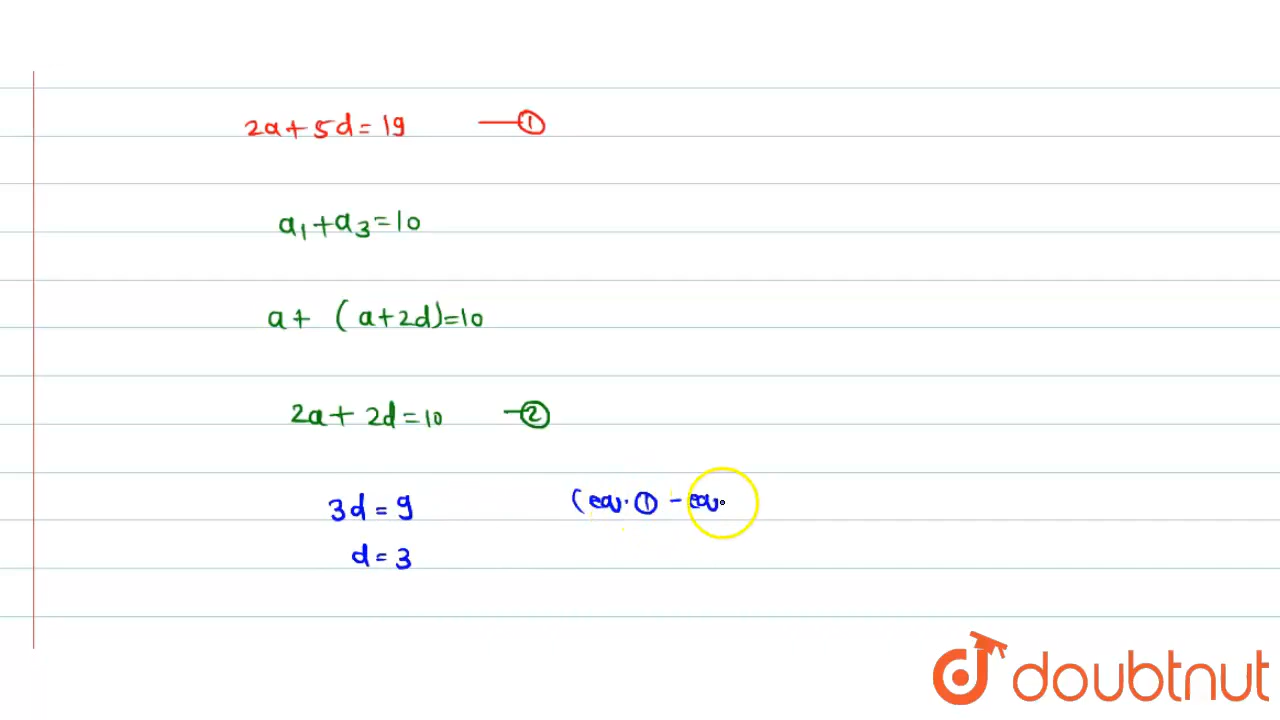 2a + 5d = 19 —①
a₁ + a₃ = 10
a + (a + 2d) = 10
2a + 2d = 10 —②
3d = 9 (eq. ① - eq.
d = 3
doubtnut